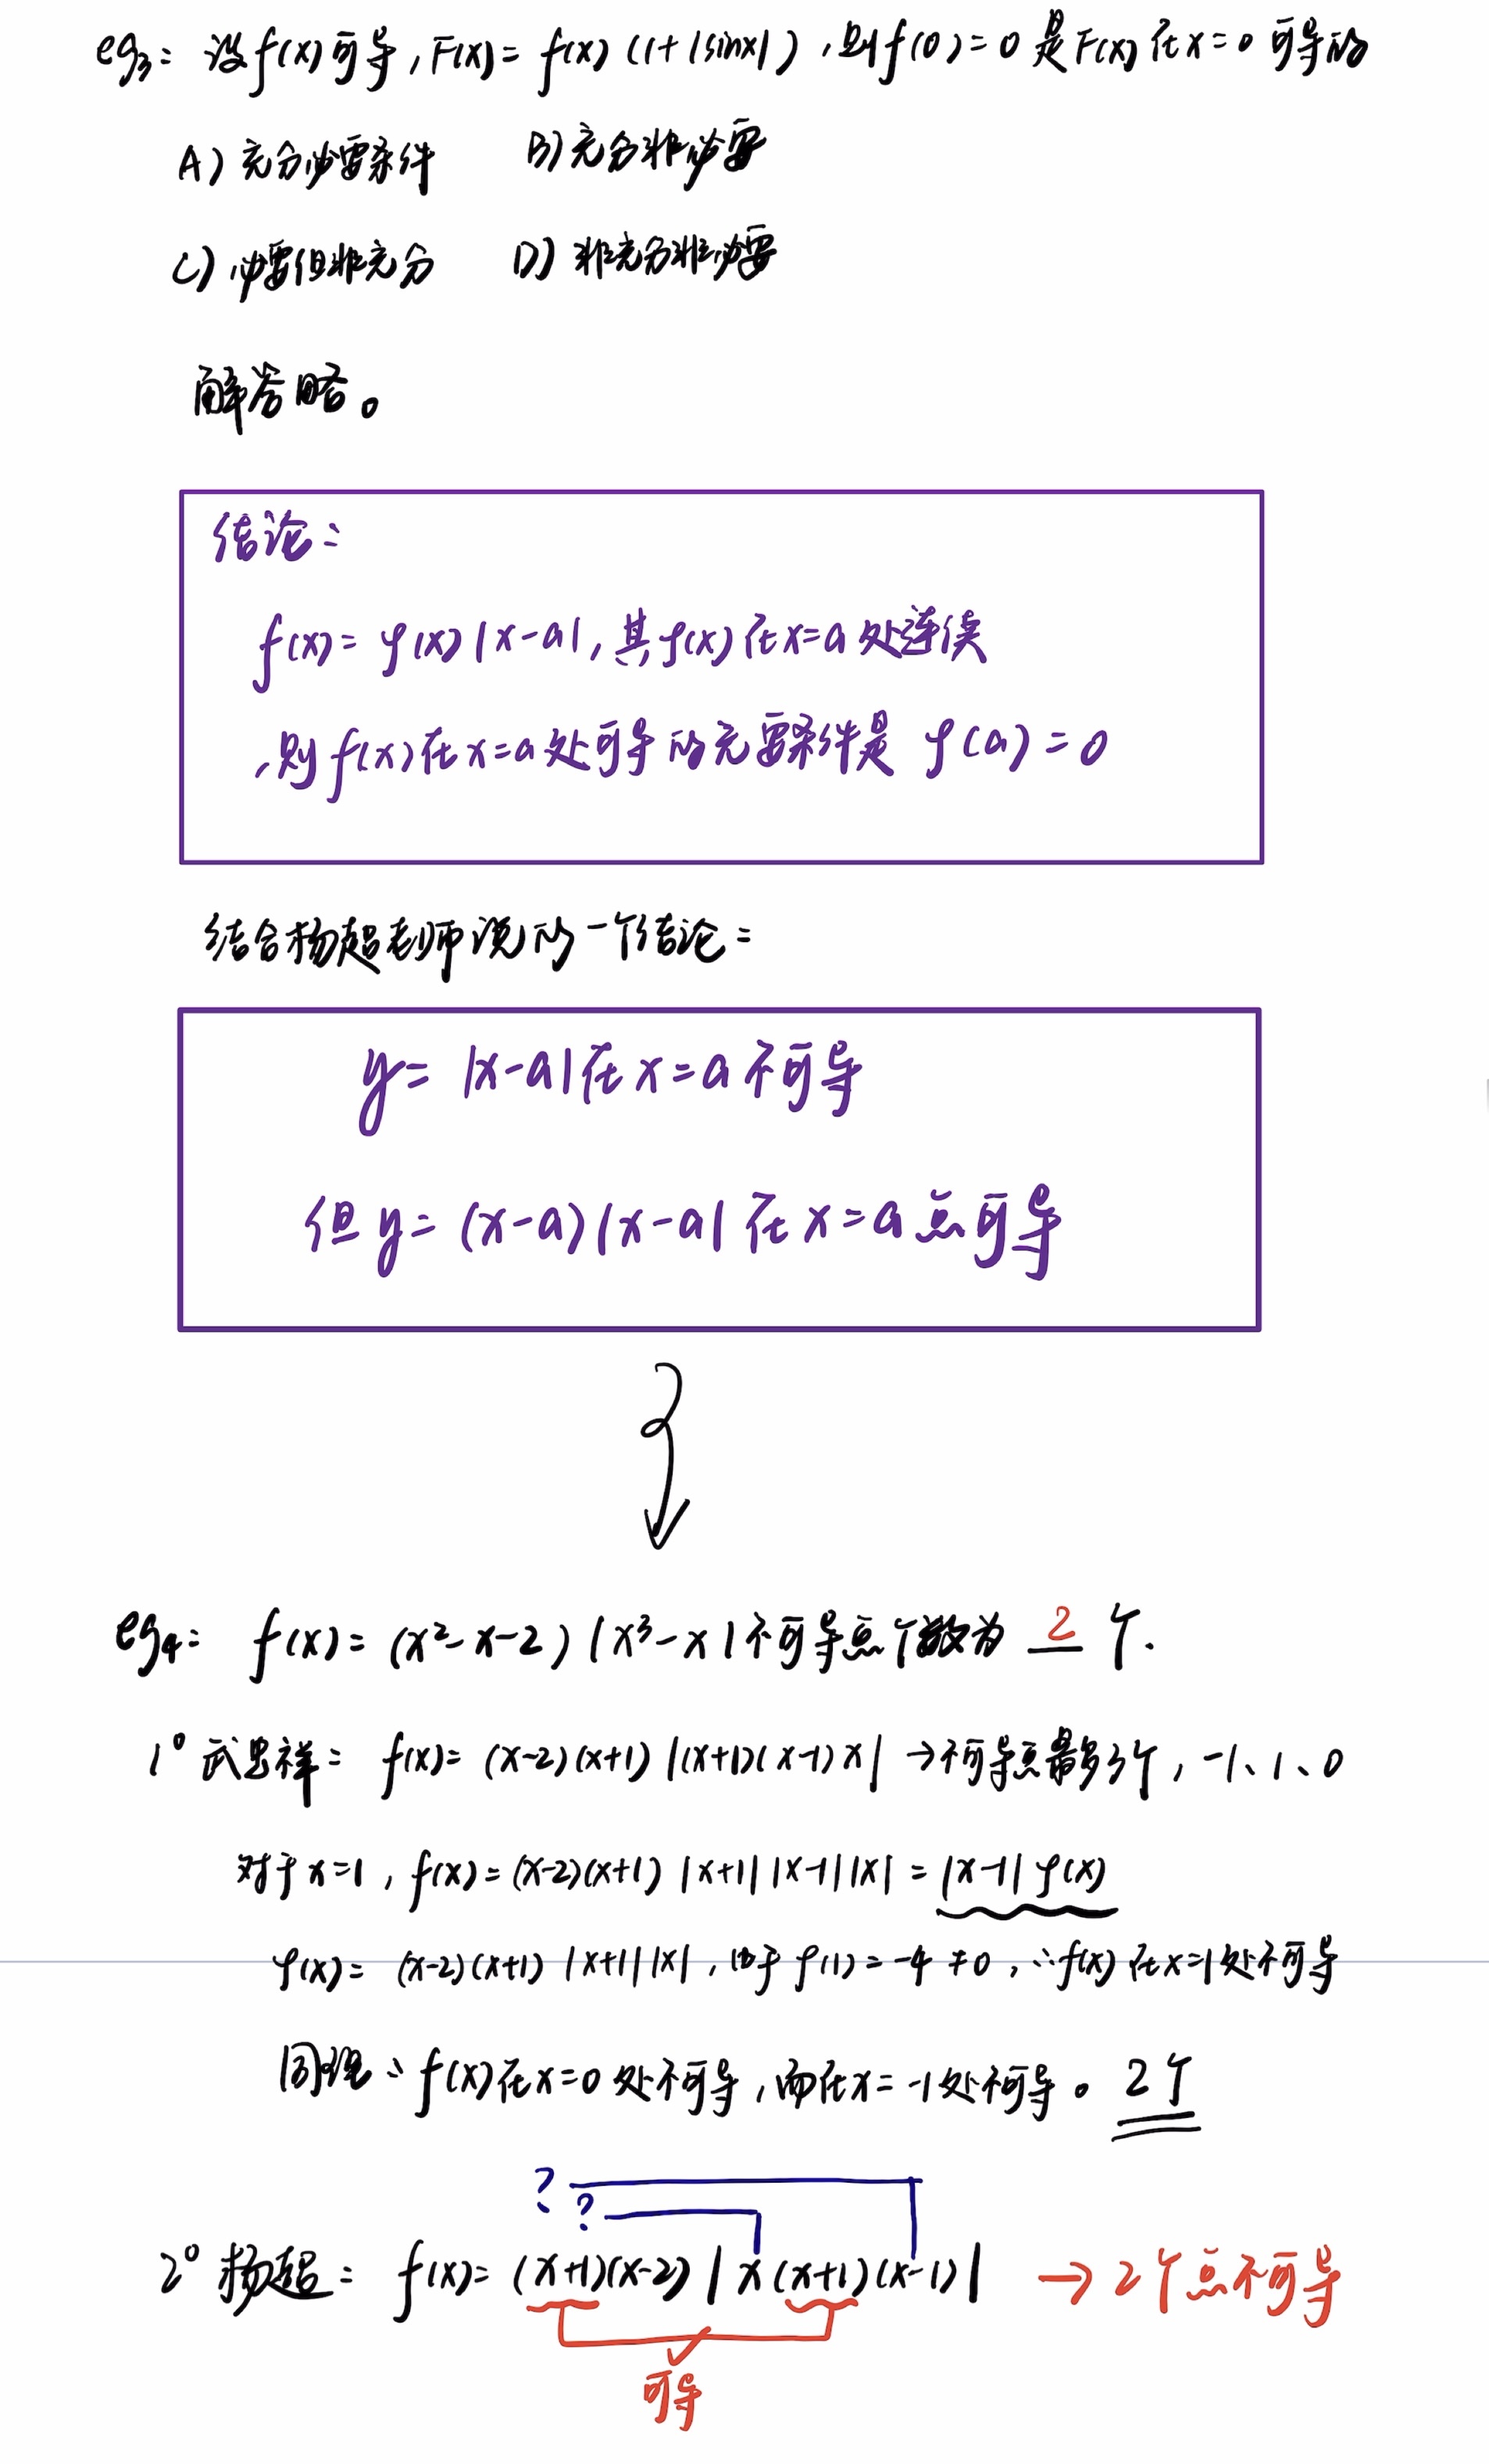 eg3: 设f(x)可导,F(x)=f(x)(1+|sinx|),则f(0)=0是F(x)在x=0可导的
A)充分必要条件 B)充分非必要
C)必要但非充分 D)非充分非必要
解答略。
结论:
f(x)=φ(x)|x-a|,其φ(x)在x=a处连续
,则f(x)在x=a处可导的充要条件是 φ(a)=0
结合杨超老师说的一个结论:
y=|x-a|在x=a不可导
但y=(x-a)|x-a|在x=a点可导
eg4: f(x)=(x²-x-2)|x³-x|不可导点个数为 2 个.
1° 武忠祥: f(x)=(x-2)(x+1)|(x+1)(x-1)x| →不可导点最多3个,-1、1、0
对于x=1,f(x)=(x-2)(x+1)|x+1||x-1||x|=|x-1|φ(x)
φ(x)=(x-2)(x+1)|x+1||x|,由于φ(1)=-4≠0,∴f(x)在x=1处不可导
同理∴f(x)在x=0处不可导,而在x=-1处可导。2个
?
?
2° 杨超: f(x)=(x+1)(x-2)|x(x+1)(x-1)| →2个点不可导
可导